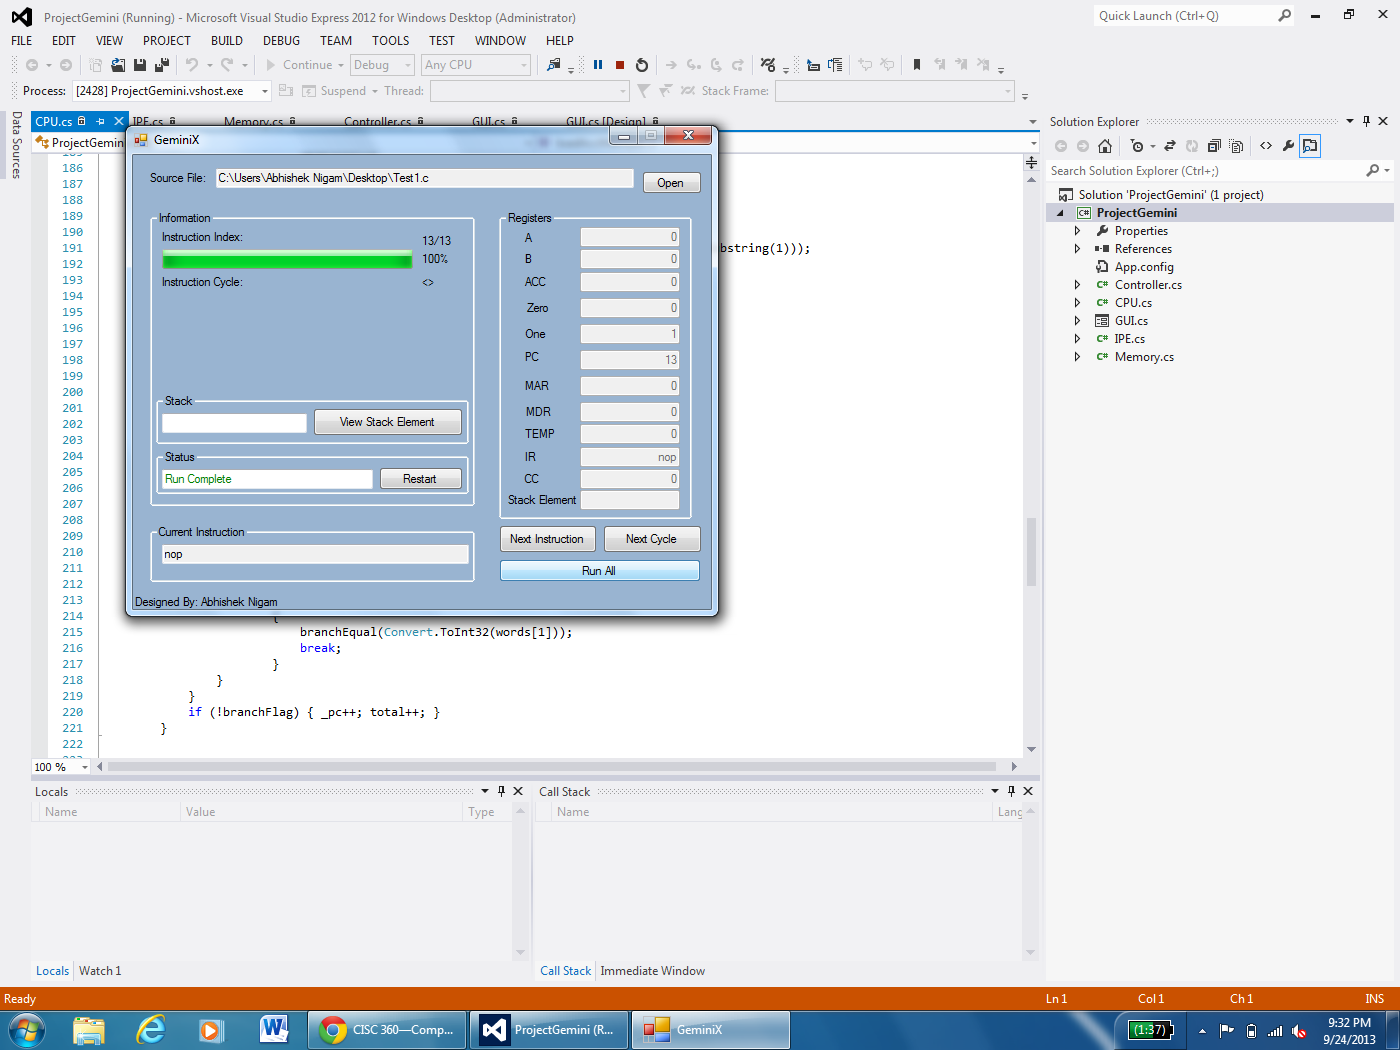 ProjectGemini (Running) - Microsoft Visual Studio Express 2012 for Windows Desktop (Administrator)
Quick Launch (Ctrl+Q)
FILE EDIT VIEW PROJECT BUILD DEBUG TEAM TOOLS TEST WINDOW HELP
Continue Debug Any CPU
Process: [2428] ProjectGemini.vshost.exe Suspend Thread: Stack Frame:
Data Sources
CPU.cs IPE.cs Memory.cs Controller.cs GUI.cs GUI.cs [Design]
ProjectGemin
GeminiX
Source File: C:\Users\Abhishek Nigam\Desktop\Test1.c Open
Information
Instruction Index: 13/13
100%
Instruction Cycle: <>
Stack
View Stack Element
Status
Run Complete Restart
Current Instruction
nop
Designed By: Abhishek Nigam
Registers
A 0
B 0
ACC 0
Zero 0
One 1
PC 13
MAR 0
MDR 0
TEMP 0
IR nop
CC 0
Stack Element
Next Instruction Next Cycle
Run All
186
187
188
189
190
191 bstring(1)));
192
193
194
195
196
197
198
199
200
201
202
203
204
205
206
207
208
209
210
211
212
213
214 {
215 branchEqual(Convert.ToInt32(words[1]));
216 break;
217 }
218 }
219 }
220 if (!branchFlag) { _pc++; total++; }
221 }
222
100 %
Solution Explorer
Search Solution Explorer (Ctrl+;)
Solution 'ProjectGemini' (1 project)
ProjectGemini
Properties
References
App.config
Controller.cs
CPU.cs
GUI.cs
IPE.cs
Memory.cs
Locals
Name Value Type
Locals Watch 1
Call Stack
Name Lang
Call Stack Immediate Window
Ready Ln 1 Col 1 Ch 1 INS
CISC 360—Comp... ProjectGemini (R... GeminiX
(1:37)
9:32 PM
9/24/2013